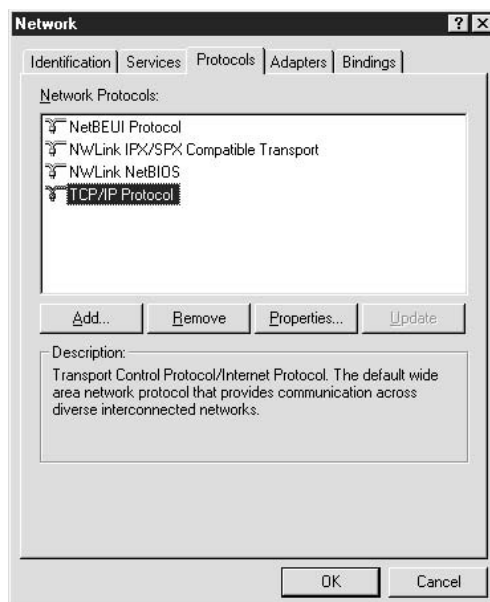 Network
? X
Identification Services Protocols Adapters Bindings
Network Protocols:
NetBEUI Protocol
NWLink IPX/SPX Compatible Transport
NWLink NetBIOS
TCP/IP Protocol
Add... Remove Properties... Update
Description:
Transport Control Protocol/Internet Protocol. The default wide
area network protocol that provides communication across
diverse interconnected networks.
OK Cancel